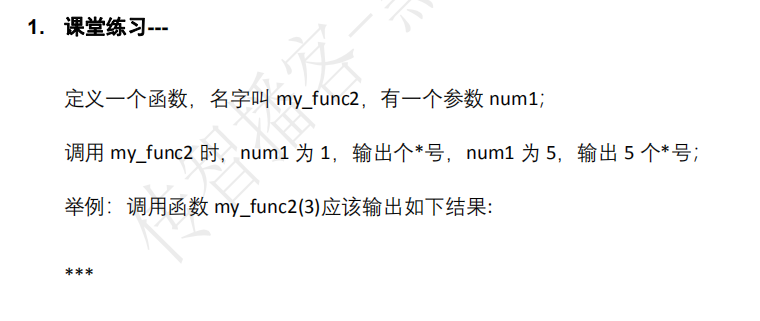 1. 课堂练习---
定义一个函数，名字叫 my_func2，有一个参数 num1；
调用 my_func2 时，num1 为 1，输出个*号，num1 为 5，输出 5 个*号；
举例：调用函数 my_func2(3)应该输出如下结果:
***
传智播客